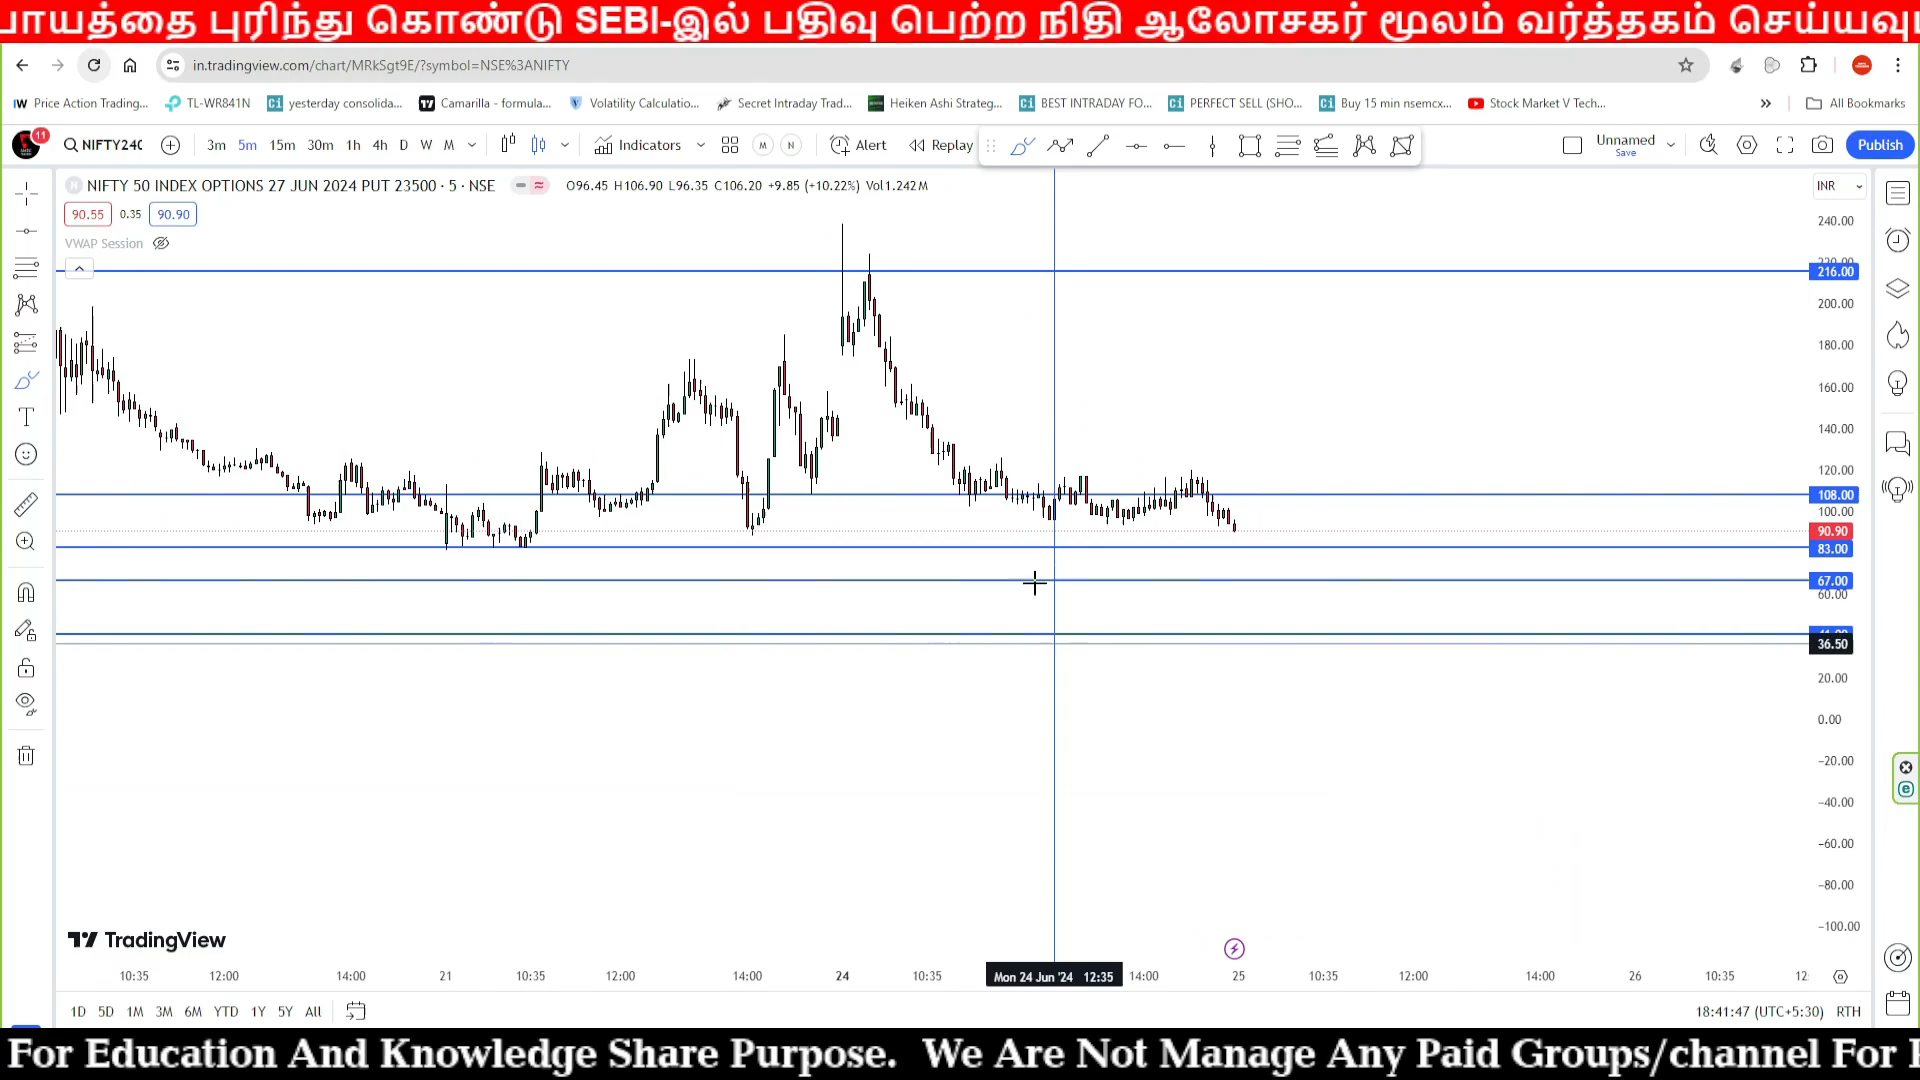 பாயத்தை புரிந்து கொண்டு SEBI-இல் பதிவு பெற்ற நிதி ஆலோசகர் மூலம் வர்த்தகம் செய்யவு
in.tradingview.com/chart/MRkSgt9E/?symbol=NSE%3ANIFTY
IW Price Action Trading... TL-WR841N Ci yesterday consolida... Camarilla - formula... Volatility Calculatio... Secret Intraday Trad... Heiken Ashi Strateg... Ci BEST INTRADAY FO... Ci PERFECT SELL (SHO... Ci Buy 15 min nsemcx... Stock Market V Tech... » All Bookmarks
11 NIFTY24( 3m 5m 15m 30m 1h 4h D W M Indicators M N Alert Replay Unnamed Save Publish
N NIFTY 50 INDEX OPTIONS 27 JUN 2024 PUT 23500 · 5 · NSE O96.45 H106.90 L96.35 C106.20 +9.85 (+10.22%) Vol1.242M INR
90.55 0.35 90.90
VWAP Session
240.00
216.00
200.00
180.00
160.00
140.00
120.00
108.00
100.00
90.90
83.00
67.00
60.00
36.50
20.00
0.00
−20.00
−40.00
−60.00
−80.00
−100.00
TradingView
10:35 12:00 14:00 21 10:35 12:00 14:00 24 10:35 Mon 24 Jun '24 12:35 14:00 25 10:35 12:00 14:00 26 10:35 12:
1D 5D 1M 3M 6M YTD 1Y 5Y All 18:41:47 (UTC+5:30) RTH
For Education And Knowledge Share Purpose. We Are Not Manage Any Paid Groups/channel For